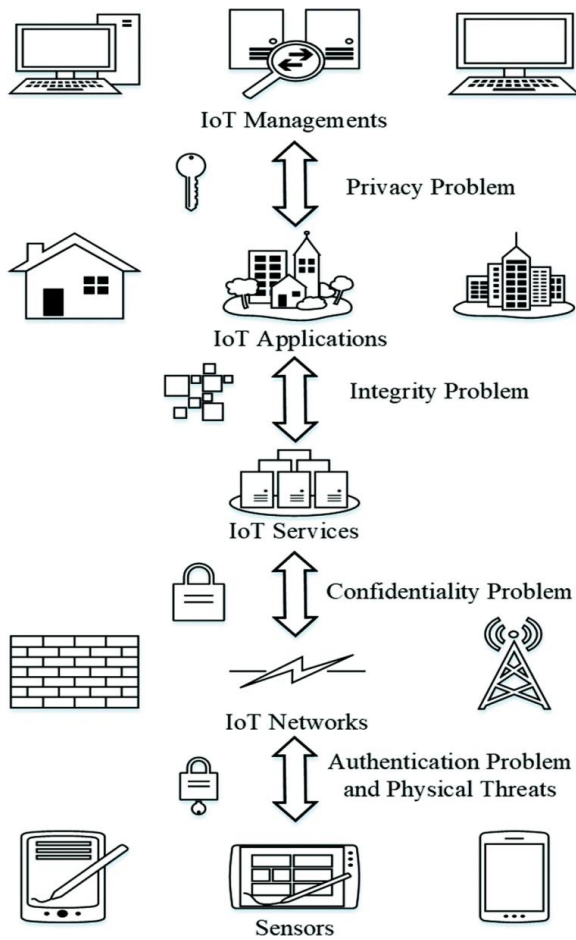 IoT Managements
Privacy Problem
IoT Applications
Integrity Problem
IoT Services
Confidentiality Problem
IoT Networks
Authentication Problem
and Physical Threats
Sensors